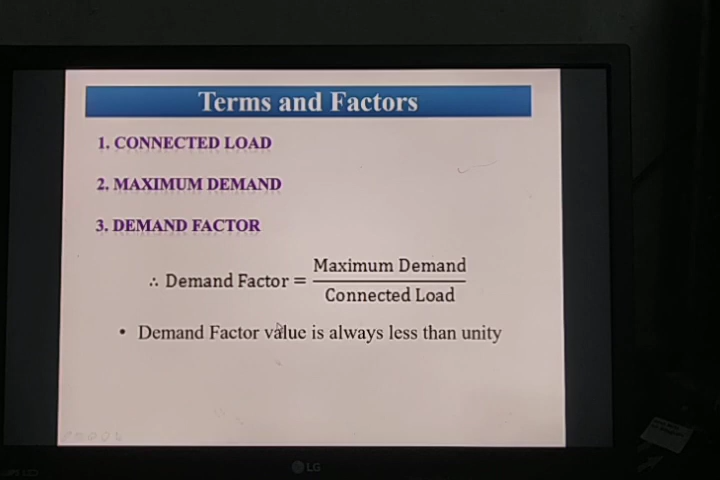 Terms and Factors
1. CONNECTED LOAD
2. MAXIMUM DEMAND
3. DEMAND FACTOR
∴ Demand Factor = Maximum Demand / Connected Load
• Demand Factor value is always less than unity
LG